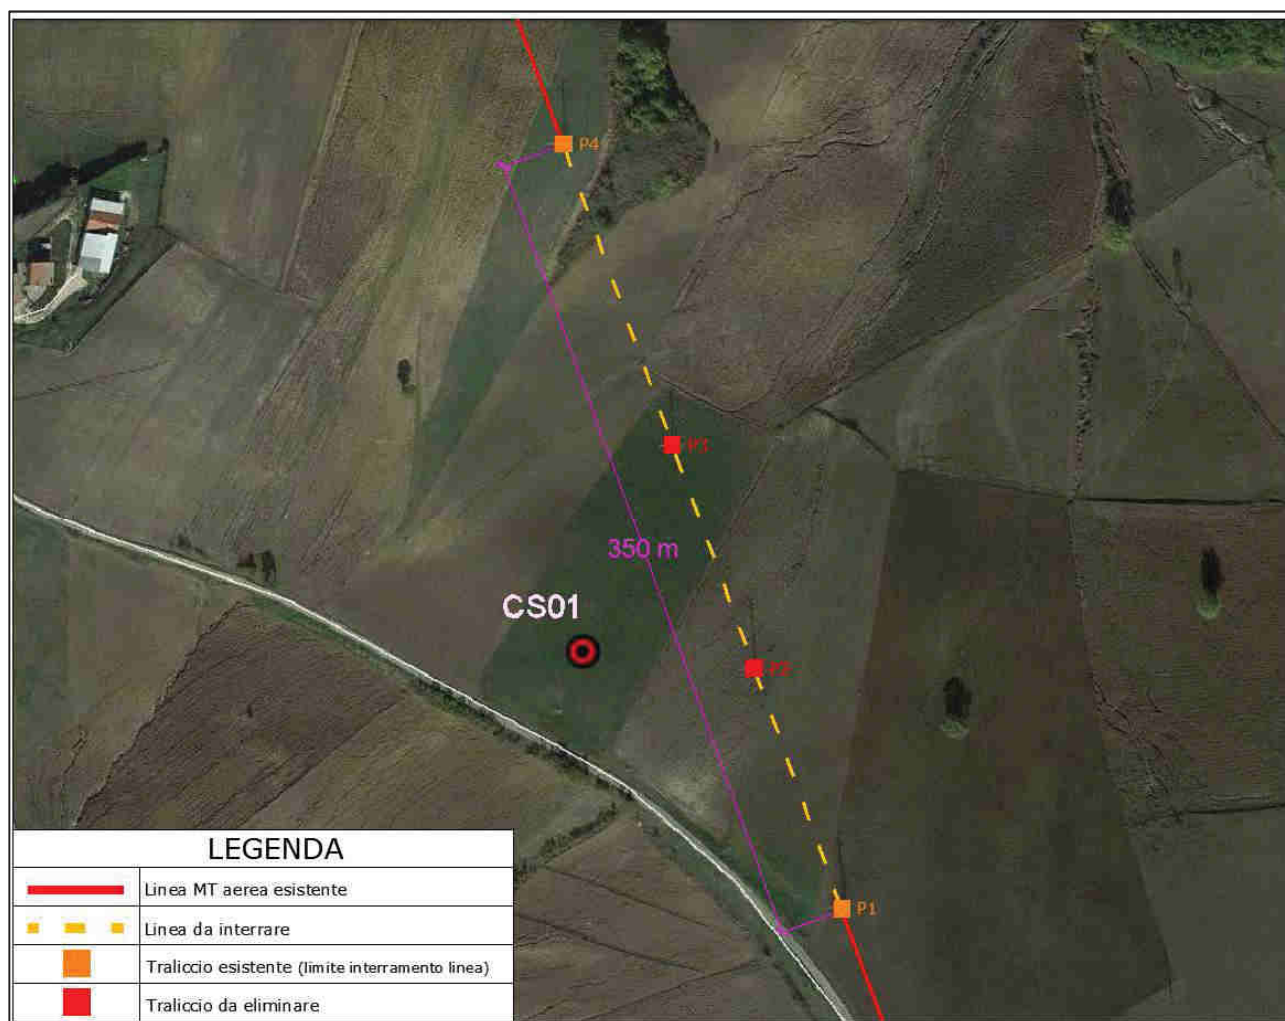 P4
P3
350 m
CS01
P2
P1
LEGENDA
Linea MT aerea esistente
Linea da interrare
Traliccio esistente (limite interramento linea)
Traliccio da eliminare